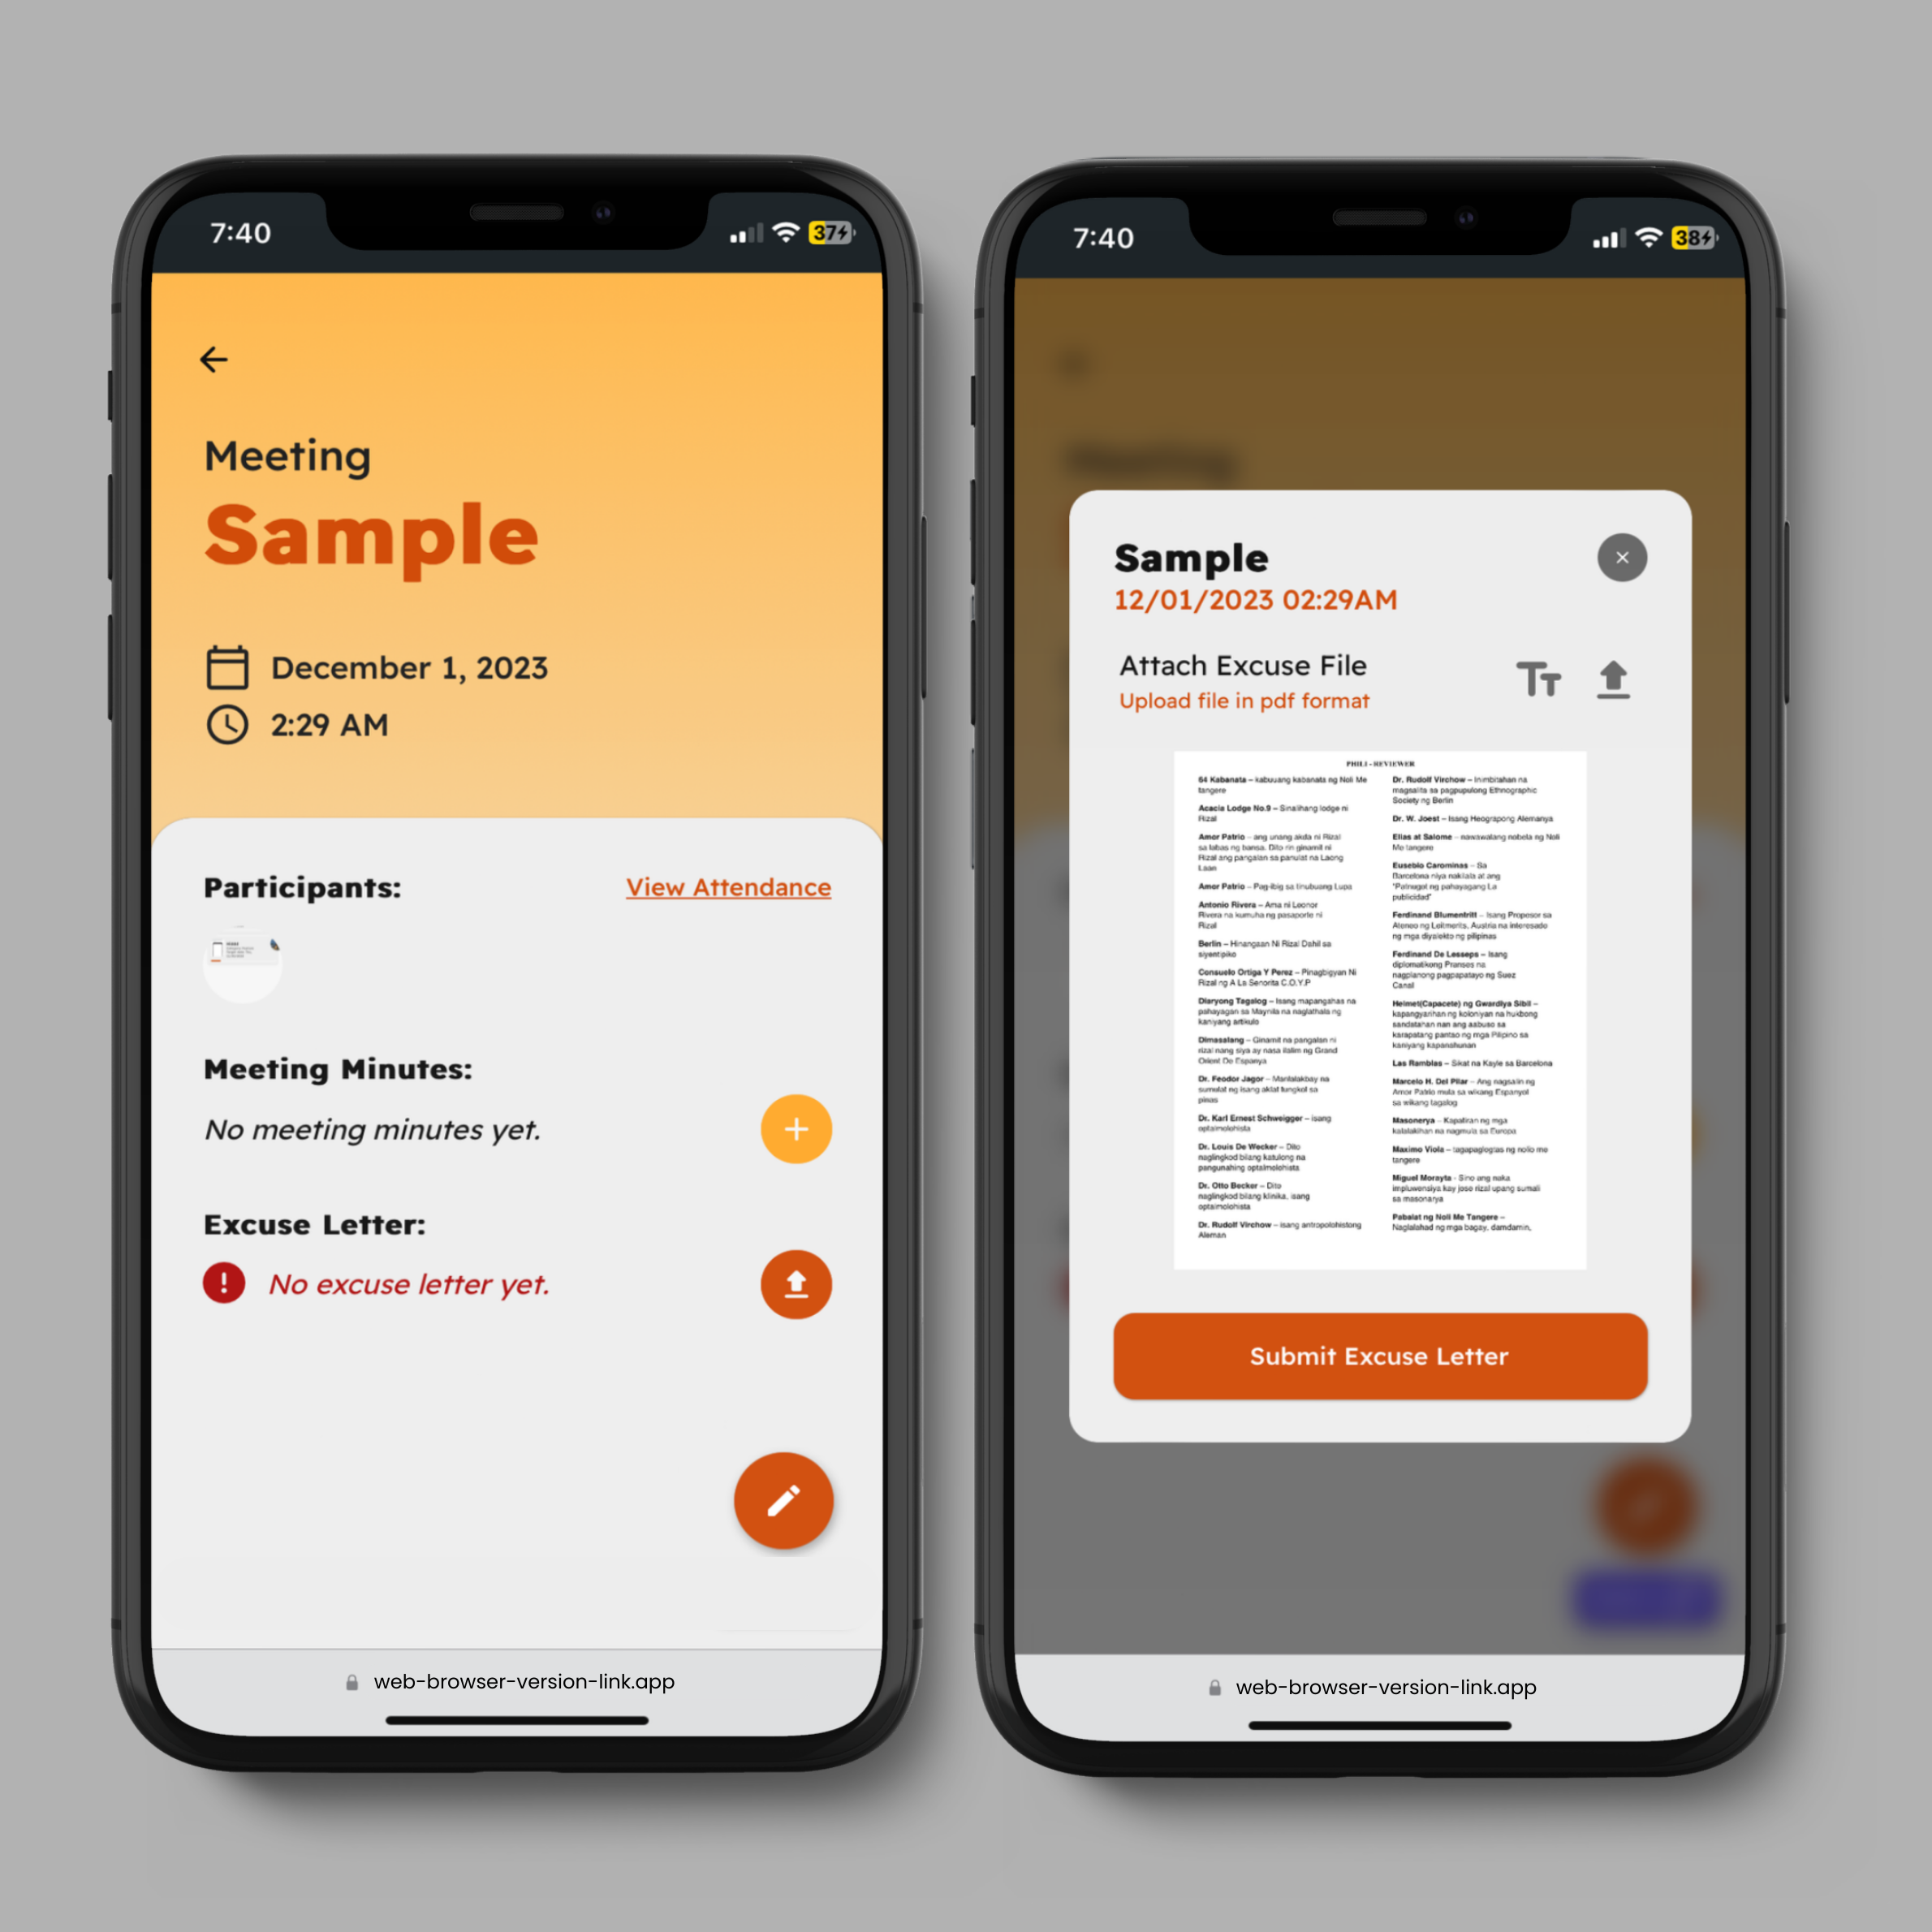 7:40
37
Meeting
Sample
December 1, 2023
2:29 AM
Participants:
View Attendance
Meeting Minutes:
No meeting minutes yet.
Excuse Letter:
No excuse letter yet.
web-browser-version-link.app
7:40
38
Sample
12/01/2023 02:29AM
Attach Excuse File
Upload file in pdf format
Tт
PHILI - REVIEWER
64 Kabanata – kabuuang kabanata ng Noli Me
tangere
Acacia Lodge No.9 – Sinalihang lodge ni
Rizal
Amor Patrio – ang unang akda ni Rizal
sa labas ng bansa. Dito rin ginamit ni
Rizal ang pangalan sa panulat na Laong
Laan
Amor Patrio – Pag-ibig sa tinubuang Lupa
Antonio Rivera – Ama ni Leonor
Rivera na kumuha ng pasaporte ni
Rizal
Berlin – Hinangaan Ni Rizal Dahil sa
siyentipiko
Consuelo Ortiga Y Perez – Pinagbigyan Ni
Rizal ng A La Senorita C.O.Y.P
Diaryong Tagalog – Isang mapangahas na
pahayagan sa Maynila na naglathala ng
kaniyang artikulo
Dimasalang – Ginamit na pangalan ni
rizal nang siya ay nasa ilalim ng Grand
Orient De Espanya
Dr. Feodor Jagor – Manlalakbay na
sumulat ng isang aklat tungkol sa
pinas
Dr. Karl Ernest Schweigger – isang
optalmolohista
Dr. Louis De Wecker – Dito
naglingkod bilang katulong na
pangunahing optalmolohista
Dr. Otto Becker – Dito
naglingkod bilang klinika, isang
optalmolohista
Dr. Rudolf Virchow – isang antropolohistong
Aleman
Dr. Rudolf Virchow – Inimbitahan na
magsalita sa pagpupulong Ethnographic
Society ng Berlin
Dr. W. Joest – Isang Heograpong Alemanya
Elias at Salome – nawawalang nobela ng Noli
Me tangere
Eusebio Carominas – Sa
Barcelona niya nakilala at ang
"Patnugot ng pahayagang La
publicidad"
Ferdinand Blumentritt – Isang Propesor sa
Ateneo ng Leitmerits, Austria na interesado
ng mga diyalekto ng pilipinas
Ferdinand De Lesseps – Isang
diplomatikong Pranses na
nagplanong pagpapatayo ng Suez
Canal
Helmet(Capacete) ng Gwardiya Sibil –
kapangyarihan ng koloniyan na hukbong
sandatahan nan ang aabuso sa
karapatang pantao ng mga Pilipino sa
kaniyang kapanahunan
Las Ramblas – Sikat na Kayle sa Barcelona
Marcelo H. Del Pilar – Ang nagsalin ng
Amor Patrio mula sa wikang Espanyol
sa wikang tagalog
Masonerya – Kapatiran ng mga
kalalakihan na nagmula sa Europa
Maximo Viola – tagapagligtas ng nolio me
tangere
Miguel Morayta - Sino ang naka
impluwensiya kay jose rizal upang sumali
sa masonarya
Pabalat ng Noli Me Tangere –
Naglalahad ng mga bagay, damdamin,
Submit Excuse Letter
web-browser-version-link.app